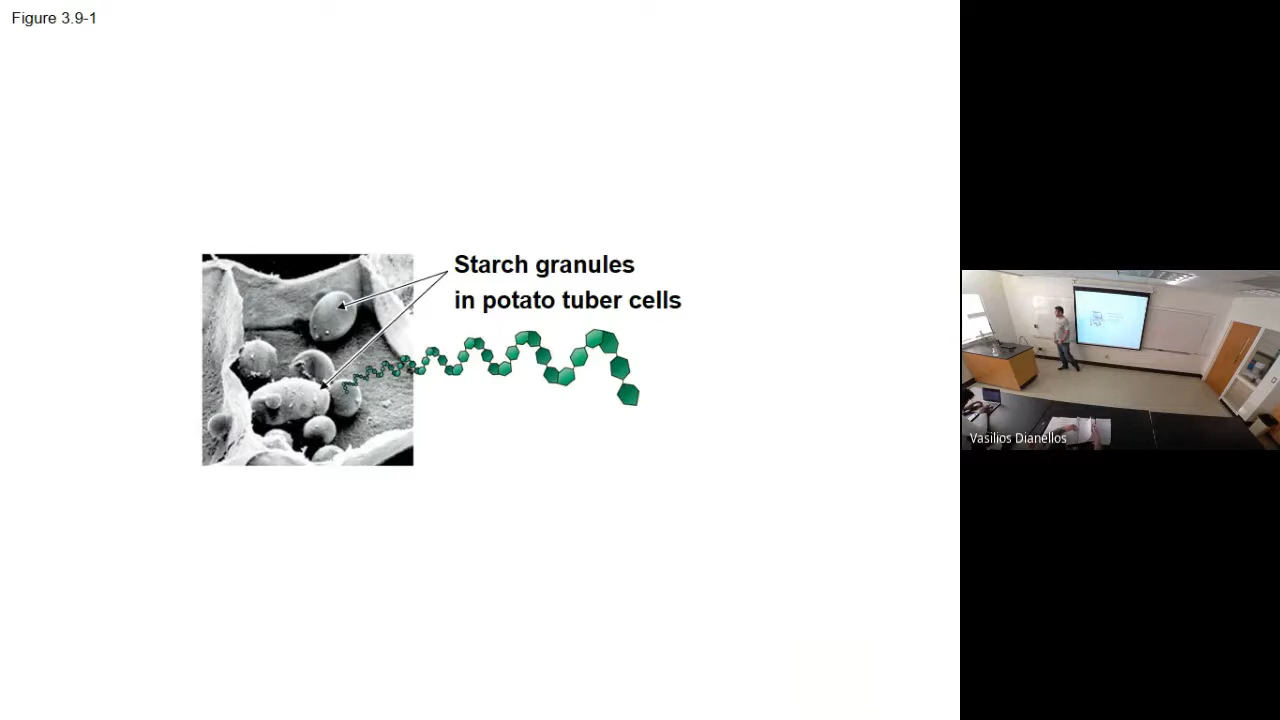 Figure 3.9-1
Starch granules
in potato tuber cells
Vasilios Dianellos